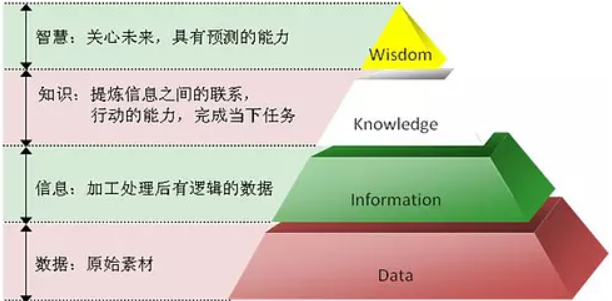 智慧：关心未来，具有预测的能力
Wisdom
知识：提炼信息之间的联系，
行动的能力，完成当下任务
Knowledge
信息：加工处理后有逻辑的数据
Information
数据：原始素材
Data